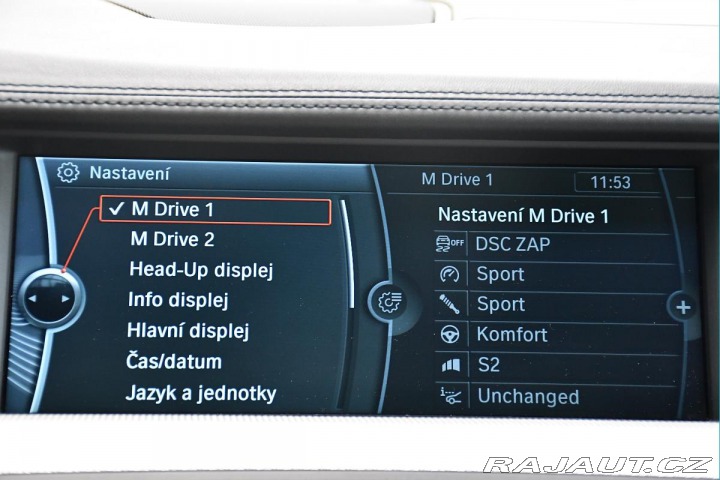 Nastavení
M Drive 1
M Drive 2
Head-Up displej
Info displej
Hlavní displej
Čas/datum
Jazyk a jednotky
M Drive 1
11:53
Nastavení M Drive 1
OFF DSC ZAP
Sport
Sport
Komfort
S2
Unchanged
RAJAUT.CZ